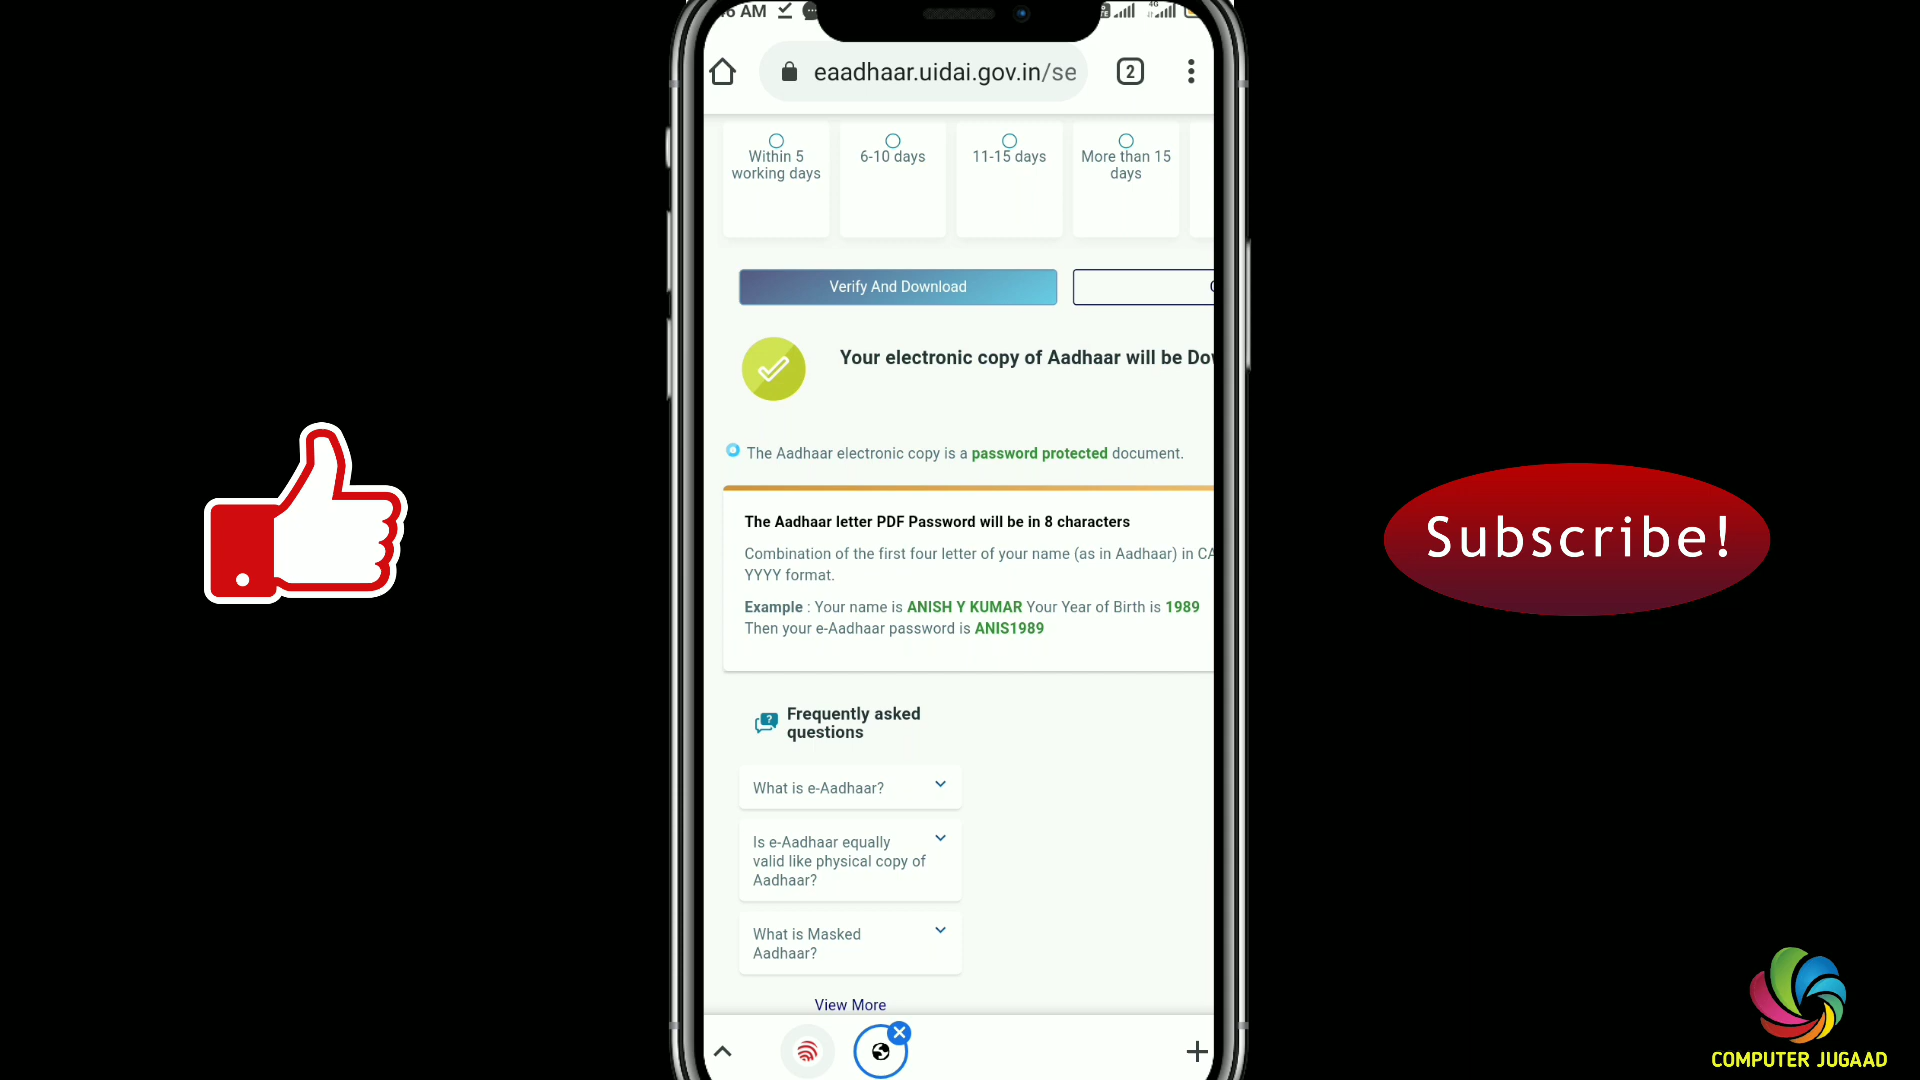 6 AM
4G
eaadhaar.uidai.gov.in/se
2
Within 5 working days
6-10 days
11-15 days
More than 15 days
Verify And Download
Your electronic copy of Aadhaar will be Do
The Aadhaar electronic copy is a password protected document.
The Aadhaar letter PDF Password will be in 8 characters
Combination of the first four letter of your name (as in Aadhaar) in CA
YYYY format.
Example : Your name is ANISH Y KUMAR Your Year of Birth is 1989
Then your e-Aadhaar password is ANIS1989
Frequently asked
questions
What is e-Aadhaar?
Is e-Aadhaar equally
valid like physical copy of
Aadhaar?
What is Masked
Aadhaar?
View More
Subscribe!
COMPUTER JUGAAD